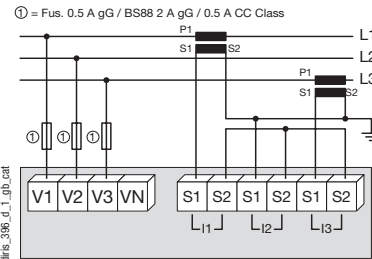 ① = Fus. 0.5 A gG / BS88 2 A gG / 0.5 A CC Class
P1
L1
S1 S2
L2
P1
L3
S1 S2
① ① ①
V1 V2 V3 VN S1 S2 S1 S2 S1 S2
I1 I2 I3
diris_396_d_1_gb_cat